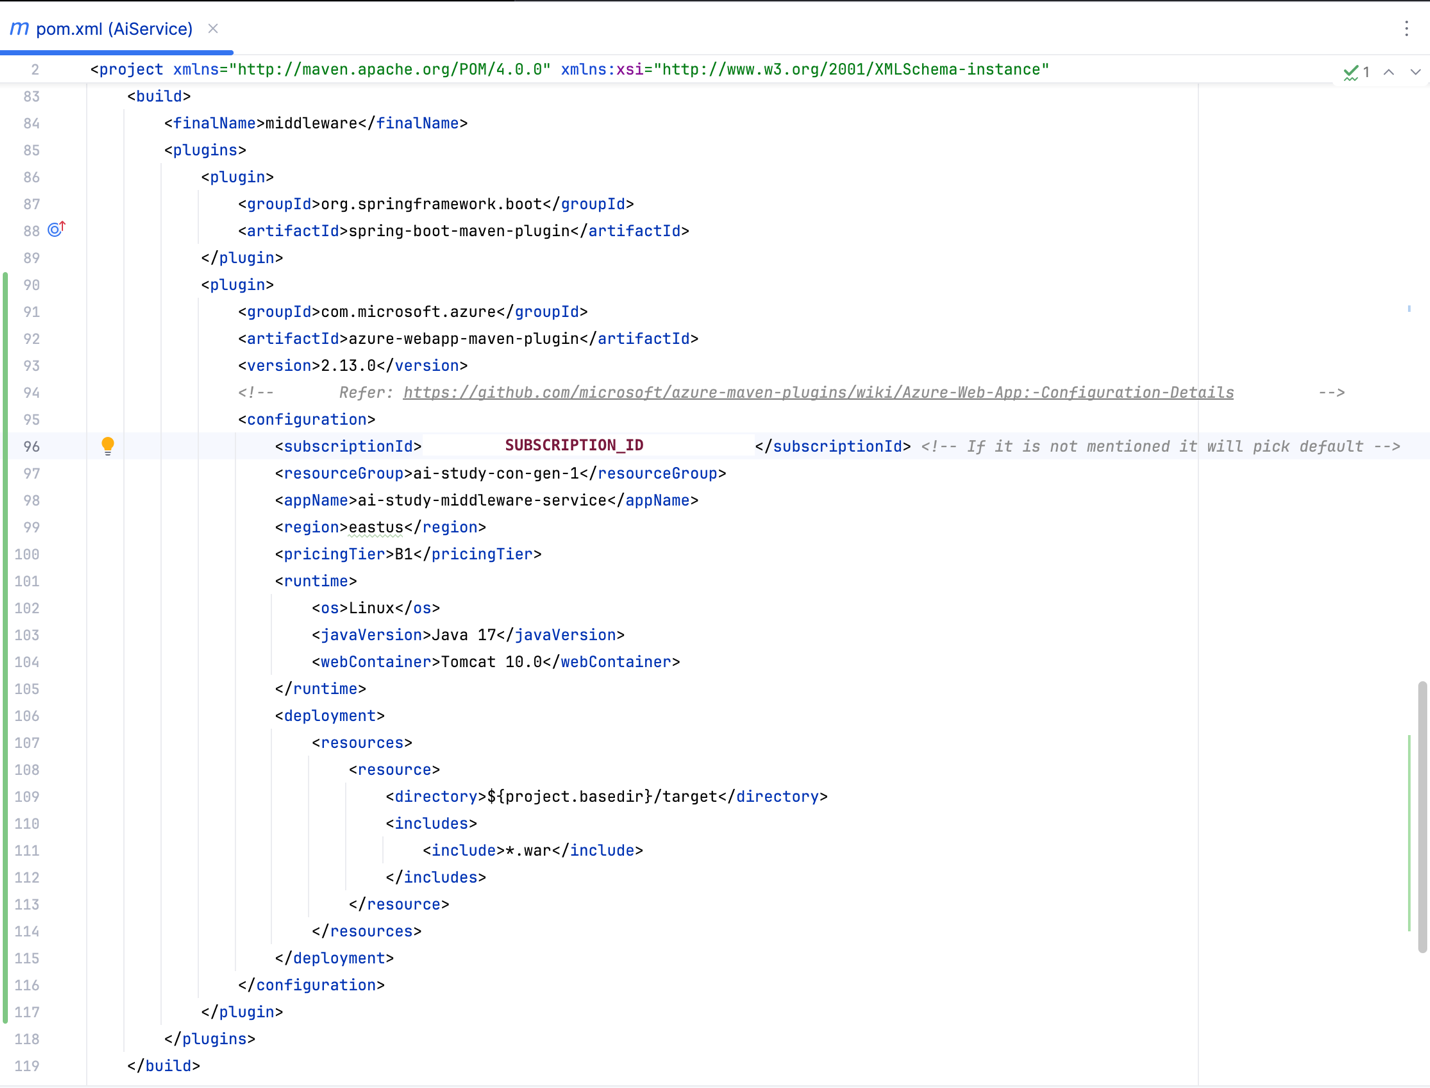 m pom.xml (AiService) ×
2 <project xmlns="http://maven.apache.org/POM/4.0.0" xmlns:xsi="http://www.w3.org/2001/XMLSchema-instance" 1
83 <build>
84 <finalName>middleware</finalName>
85 <plugins>
86 <plugin>
87 <groupId>org.springframework.boot</groupId>
88 <artifactId>spring-boot-maven-plugin</artifactId>
89 </plugin>
90 <plugin>
91 <groupId>com.microsoft.azure</groupId>
92 <artifactId>azure-webapp-maven-plugin</artifactId>
93 <version>2.13.0</version>
94 <!-- Refer: https://github.com/microsoft/azure-maven-plugins/wiki/Azure-Web-App:-Configuration-Details -->
95 <configuration>
96 <subscriptionId> SUBSCRIPTION_ID </subscriptionId> <!-- If it is not mentioned it will pick default -->
97 <resourceGroup>ai-study-con-gen-1</resourceGroup>
98 <appName>ai-study-middleware-service</appName>
99 <region>eastus</region>
100 <pricingTier>B1</pricingTier>
101 <runtime>
102 <os>Linux</os>
103 <javaVersion>Java 17</javaVersion>
104 <webContainer>Tomcat 10.0</webContainer>
105 </runtime>
106 <deployment>
107 <resources>
108 <resource>
109 <directory>${project.basedir}/target</directory>
110 <includes>
111 <include>*.war</include>
112 </includes>
113 </resource>
114 </resources>
115 </deployment>
116 </configuration>
117 </plugin>
118 </plugins>
119 </build>